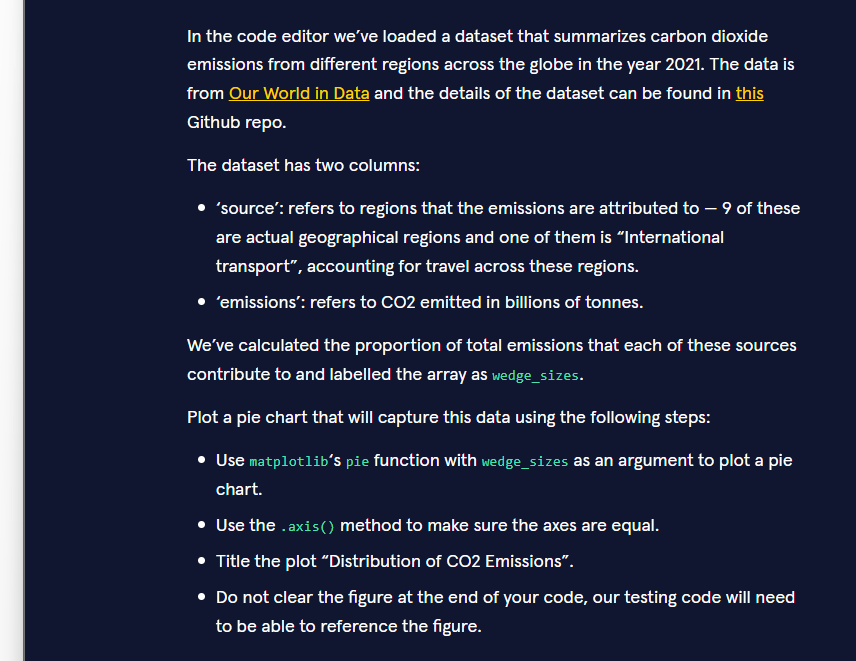 In the code editor we’ve loaded a dataset that summarizes carbon dioxide
emissions from different regions across the globe in the year 2021. The data is
from Our World in Data and the details of the dataset can be found in this
Github repo.
The dataset has two columns:
• ‘source’: refers to regions that the emissions are attributed to — 9 of these
are actual geographical regions and one of them is “International
transport”, accounting for travel across these regions.
• ‘emissions’: refers to CO2 emitted in billions of tonnes.
We’ve calculated the proportion of total emissions that each of these sources
contribute to and labelled the array as wedge_sizes.
Plot a pie chart that will capture this data using the following steps:
• Use matplotlib‘s pie function with wedge_sizes as an argument to plot a pie
chart.
• Use the .axis() method to make sure the axes are equal.
• Title the plot “Distribution of CO2 Emissions”.
• Do not clear the figure at the end of your code, our testing code will need
to be able to reference the figure.